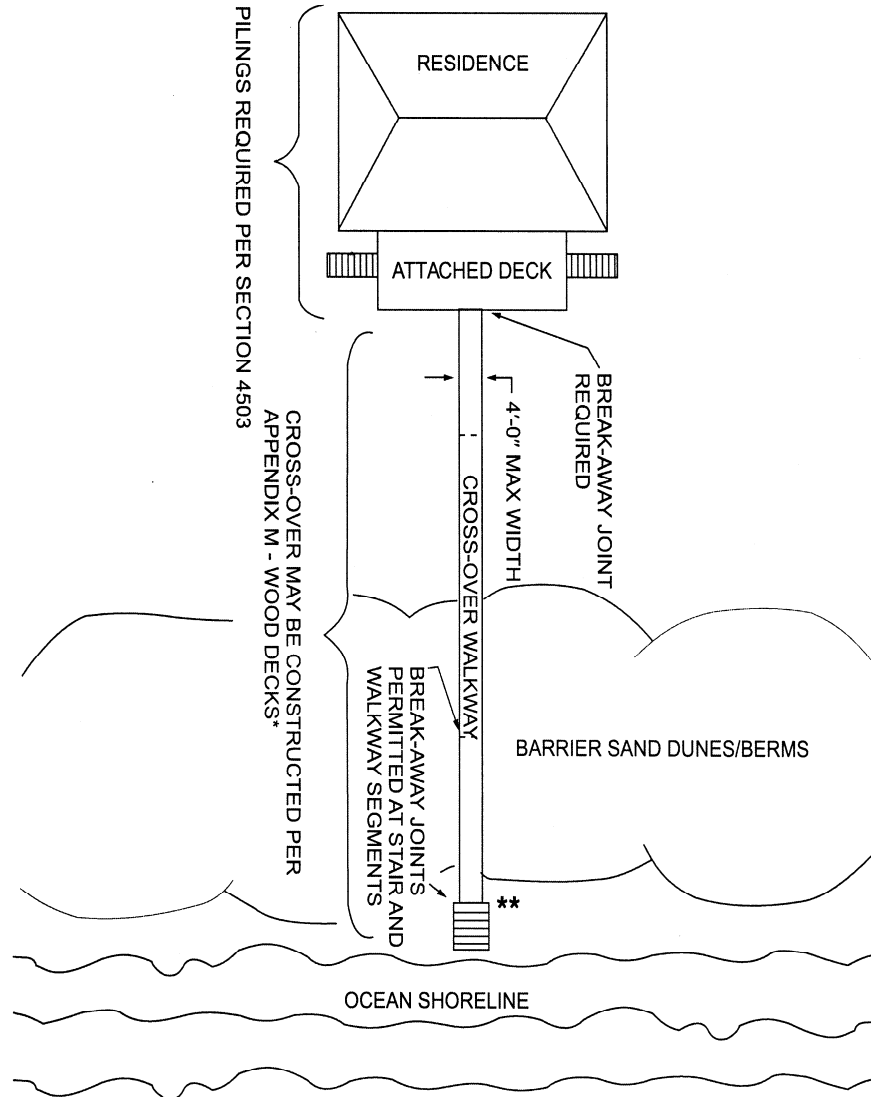 RESIDENCE
ATTACHED DECK
PILINGS REQUIRED PER SECTION 4503
BREAK-AWAY JOINT
REQUIRED
4'-0" MAX WIDTH
CROSS-OVER WALKWAY
CROSS-OVER MAY BE CONSTRUCTED PER
APPENDIX M - WOOD DECKS*
BREAK-AWAY JOINTS
PERMITTED AT STAIR AND
WALKWAY SEGMENTS
BARRIER SAND DUNES/BERMS
**
OCEAN SHORELINE